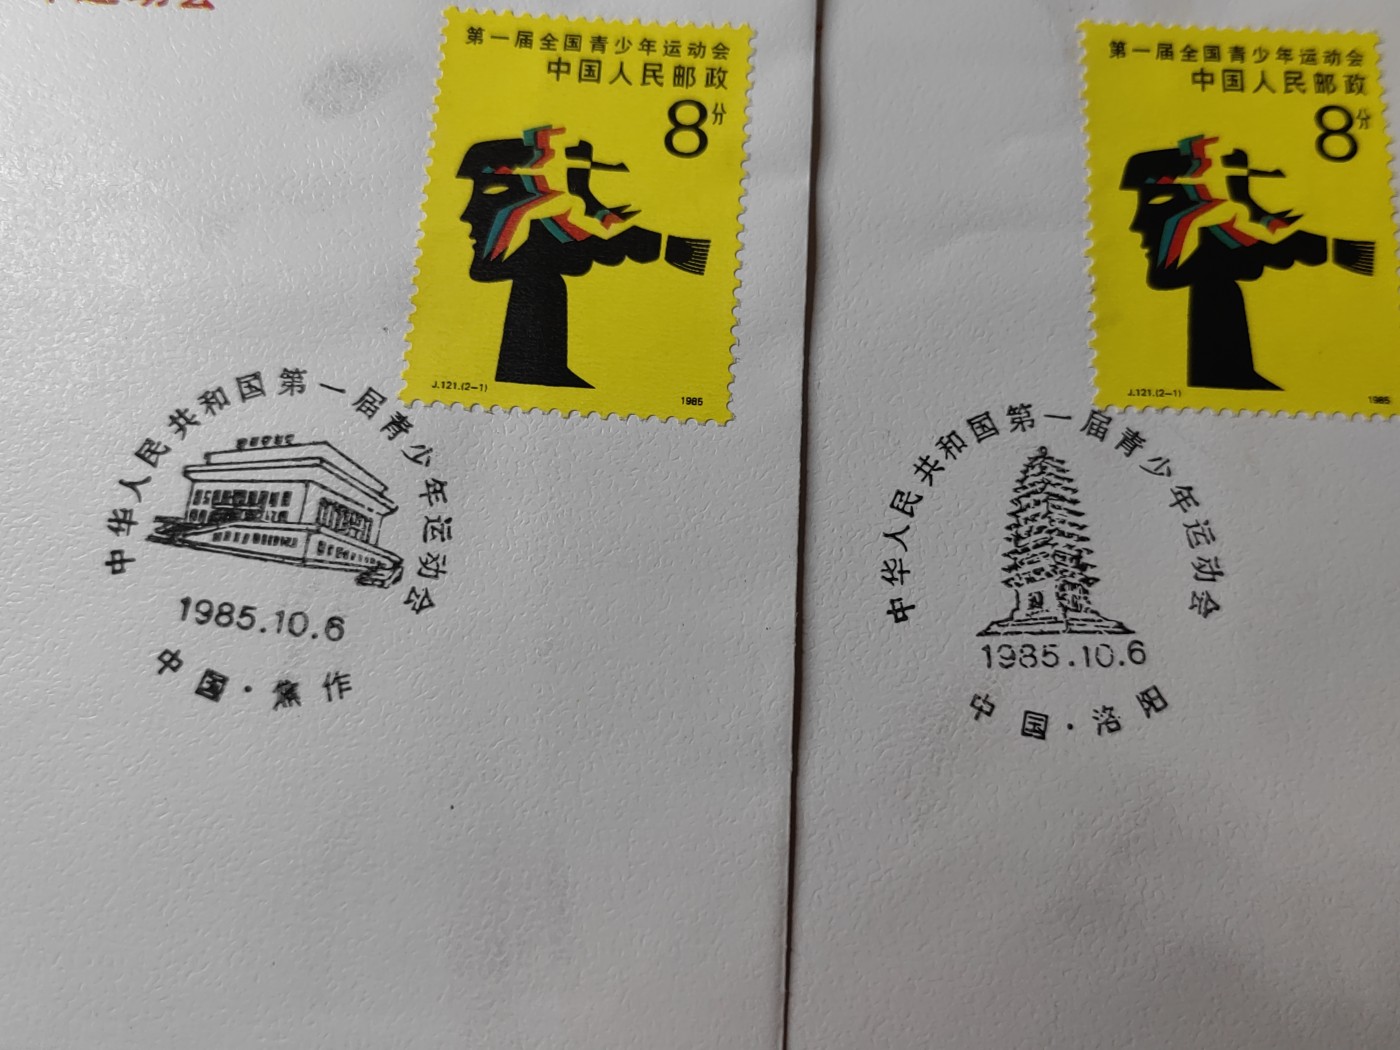 第一届全国青少年运动会
中国人民邮政
8分
J.121.(2-1)
1985
中华人民共和国第一届青少年运动会
1985.10.6
中国·焦作
第一届全国青少年运动会
中国人民邮政
8分
J.121.(2-1)
1985
中华人民共和国第一届青少年运动会
1985.10.6
中国·洛阳